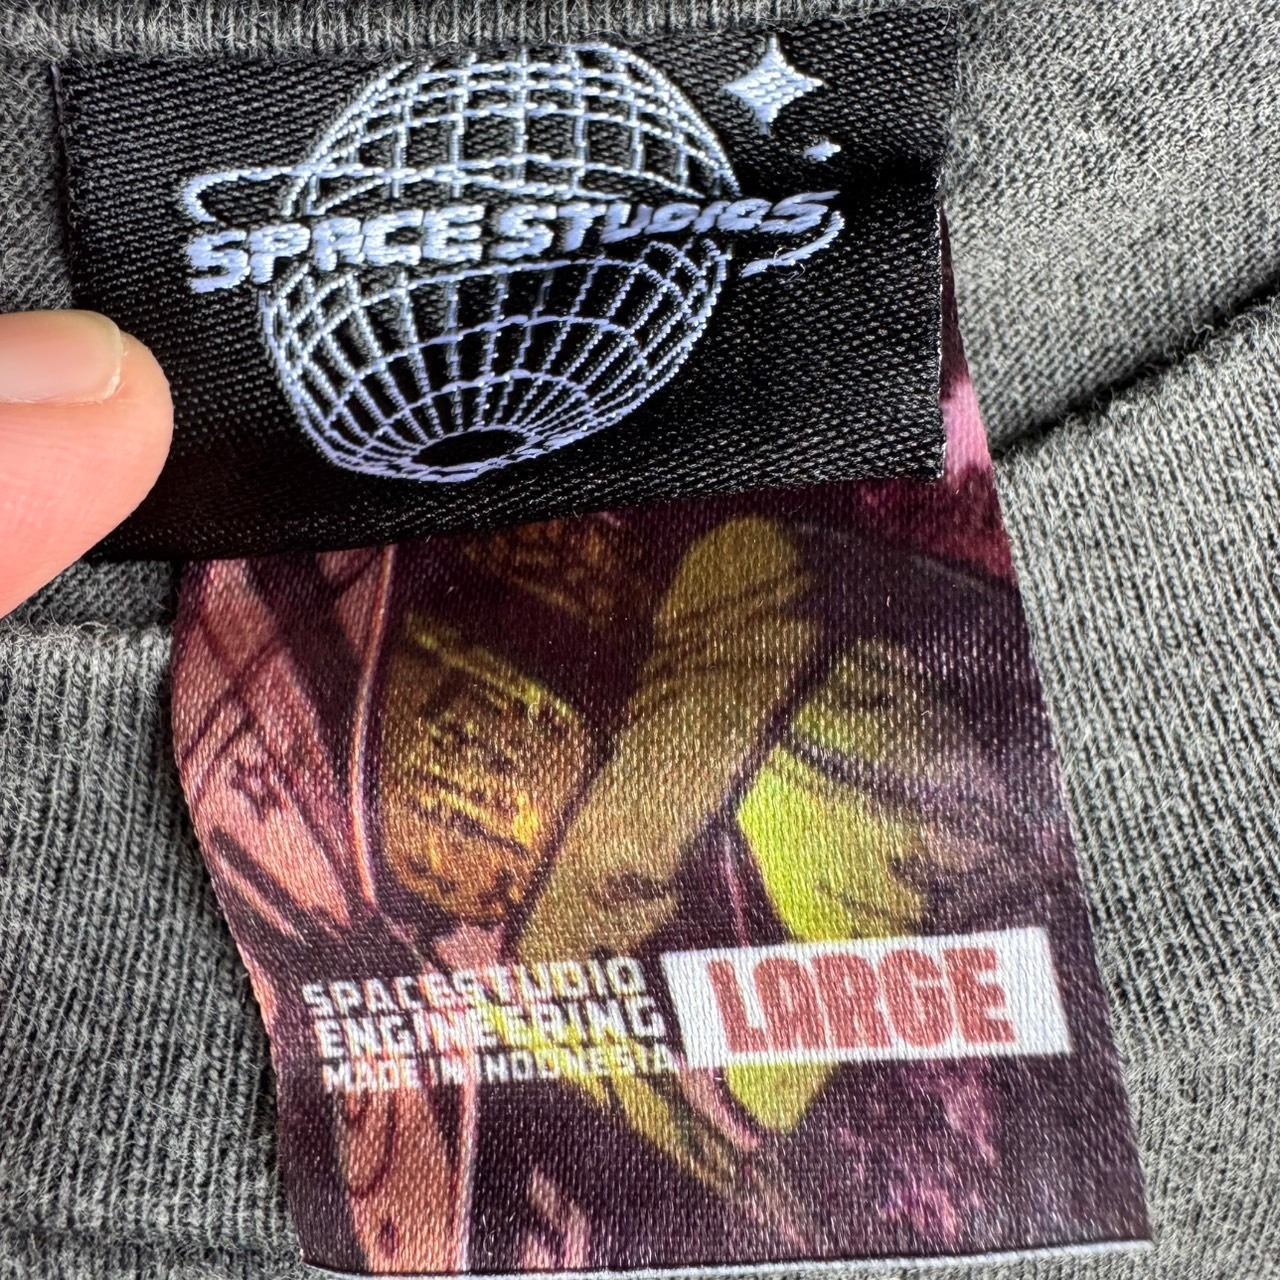 SPACE STUDIOS
SPACESTUDIO
ENGINEERING
MADE IN INDONESIA
LARGE